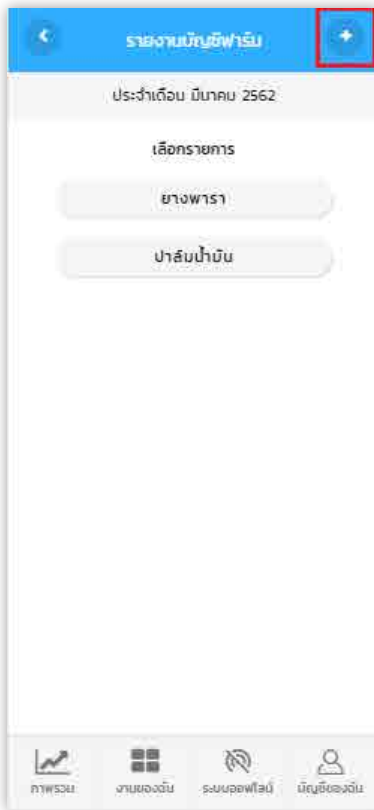 รายงานบัญชีฟาร์ม
ประจำเดือน มีนาคม 2562
เลือกรายการ
ยางพารา
ปาล์มน้ำมัน
ภาพรวม
งานของฉัน
ระบบออฟไลน์
บัญชีของฉัน